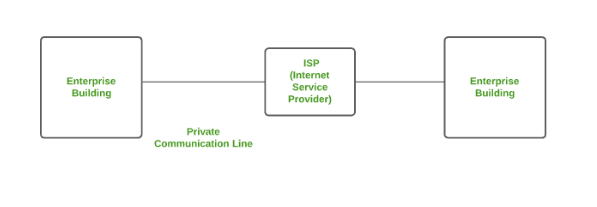 Enterprise
Building
ISP
(Internet
Service
Provider)
Enterprise
Building
Private
Communication Line